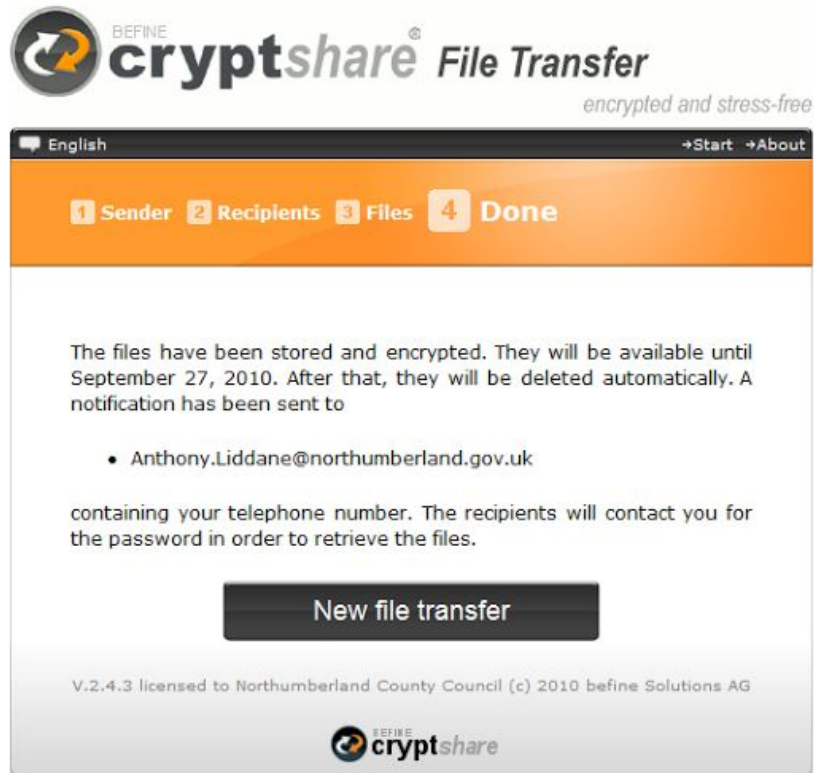 BEFINE
cryptshare® File Transfer
encrypted and stress-free
English →Start →About
1 Sender 2 Recipients 3 Files 4 Done
The files have been stored and encrypted. They will be available until
September 27, 2010. After that, they will be deleted automatically. A
notification has been sent to
• Anthony.Liddane@northumberland.gov.uk
containing your telephone number. The recipients will contact you for
the password in order to retrieve the files.
New file transfer
V.2.4.3 licensed to Northumberland County Council (c) 2010 befine Solutions AG
BEFINE
cryptshare